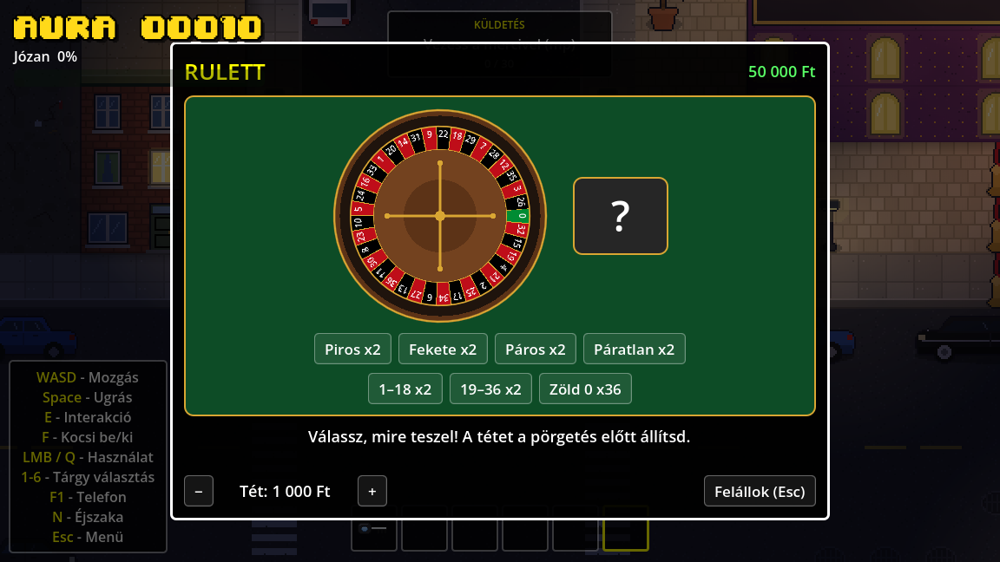 AURA 00010
Józan 0%
KÜLDETÉS
RULETT
50 000 Ft
9 22 18 29 7 28 12 35 3 26 0 32 15 19 4 21 2 25 17 34 6 27 13 36 11 30 8 23 10 5 24 16 33 1 20 14 31
?
Piros x2
Fekete x2
Páros x2
Páratlan x2
1–18 x2
19–36 x2
Zöld 0 x36
Válassz, mire teszel! A tétet a pörgetés előtt állítsd.
−
Tét: 1 000 Ft
+
Felállok (Esc)
WASD - Mozgás
Space - Ugrás
E - Interakció
F - Kocsi be/ki
LMB / Q - Használat
1-6 - Tárgy választás
F1 - Telefon
N - Éjszaka
Esc - Menü